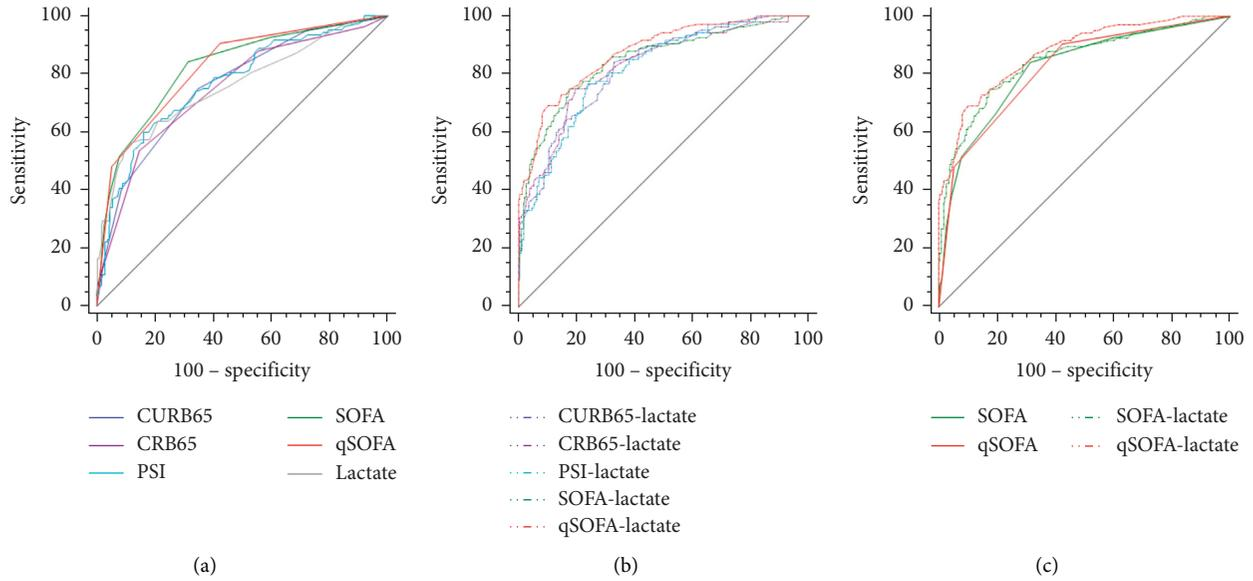 100
80
60
40
20
0
Sensitivity
0 20 40 60 80 100
100 – specificity
CURB65
CRB65
PSI
SOFA
qSOFA
Lactate
(a)
100
80
60
40
20
0
Sensitivity
0 20 40 60 80 100
100 – specificity
CURB65-lactate
CRB65-lactate
PSI-lactate
SOFA-lactate
qSOFA-lactate
(b)
100
80
60
40
20
0
Sensitivity
0 20 40 60 80 100
100 – specificity
SOFA
qSOFA
SOFA-lactate
qSOFA-lactate
(c)